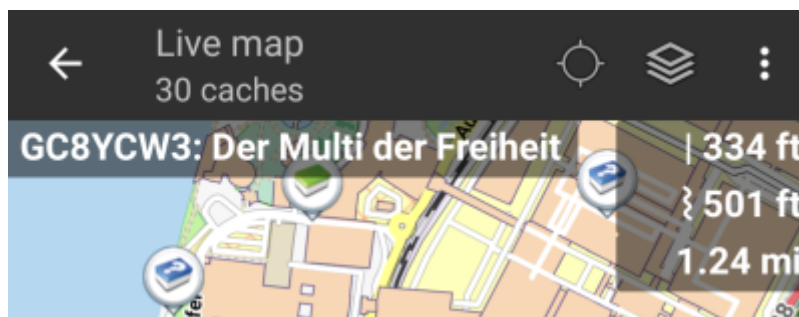 Live map
30 caches
GC8YCW3: Der Multi der Freiheit
| 334 ft
501 ft
1.24 mi